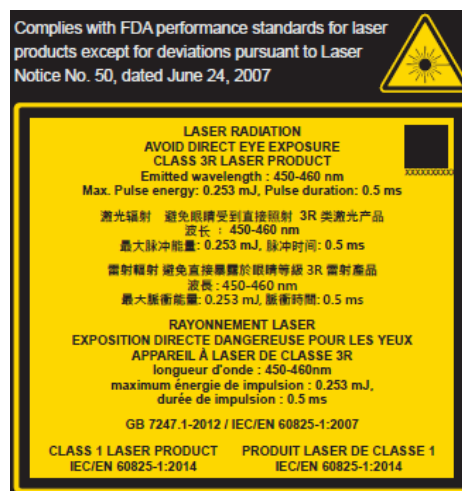 Complies with FDA performance standards for laser
products except for deviations pursuant to Laser
Notice No. 50, dated June 24, 2007
LASER RADIATION
AVOID DIRECT EYE EXPOSURE
CLASS 3R LASER PRODUCT
Emitted wavelength : 450-460 nm
Max. Pulse energy: 0.253 mJ, Pulse duration: 0.5 ms
XXXXXXXXXX
激光辐射 避免眼睛受到直接照射 3R 类激光产品
波长 : 450-460 nm
最大脉冲能量: 0.253 mJ, 脉冲时间: 0.5 ms
雷射輻射 避免直接暴露於眼睛等級 3R 雷射產品
波長 : 450-460 nm
最大脈衝能量: 0.253 mJ, 脈衝時間: 0.5 ms
RAYONNEMENT LASER
EXPOSITION DIRECTE DANGEREUSE POUR LES YEUX
APPAREIL À LASER DE CLASSE 3R
longueur d'onde : 450-460nm
maximum énergie de impulsion : 0.253 mJ,
durée de impulsion : 0.5 ms
GB 7247.1-2012 / IEC/EN 60825-1:2007
CLASS 1 LASER PRODUCT PRODUIT LASER DE CLASSE 1
IEC/EN 60825-1:2014 IEC/EN 60825-1:2014